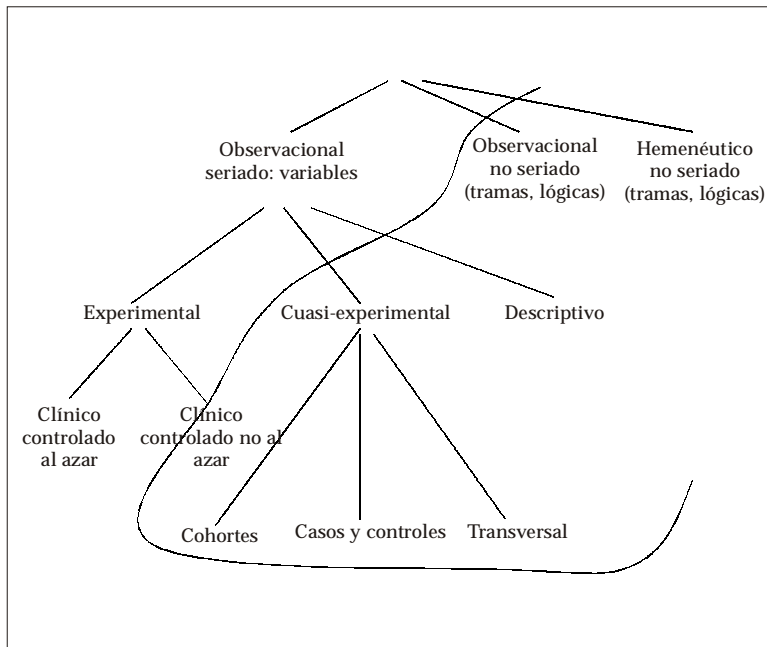 Observacional
seriado: variables
Observacional
no seriado
(tramas, lógicas)
Hemenéutico
no seriado
(tramas, lógicas)
Experimental
Cuasi-experimental
Descriptivo
Clínico
controlado
al azar
Clínico
controlado no al
azar
Cohortes
Casos y controles
Transversal